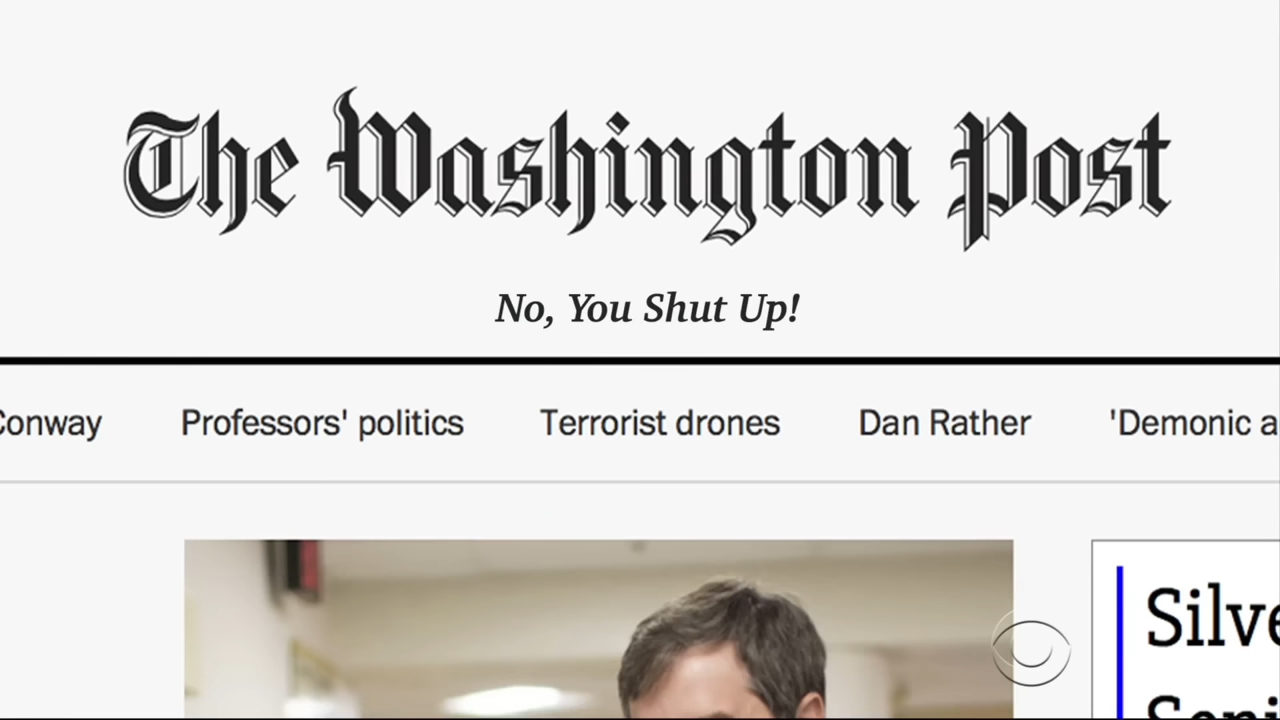 The Washington Post
No, You Shut Up!
Conway Professors' politics Terrorist drones Dan Rather 'Demonic a
Silve